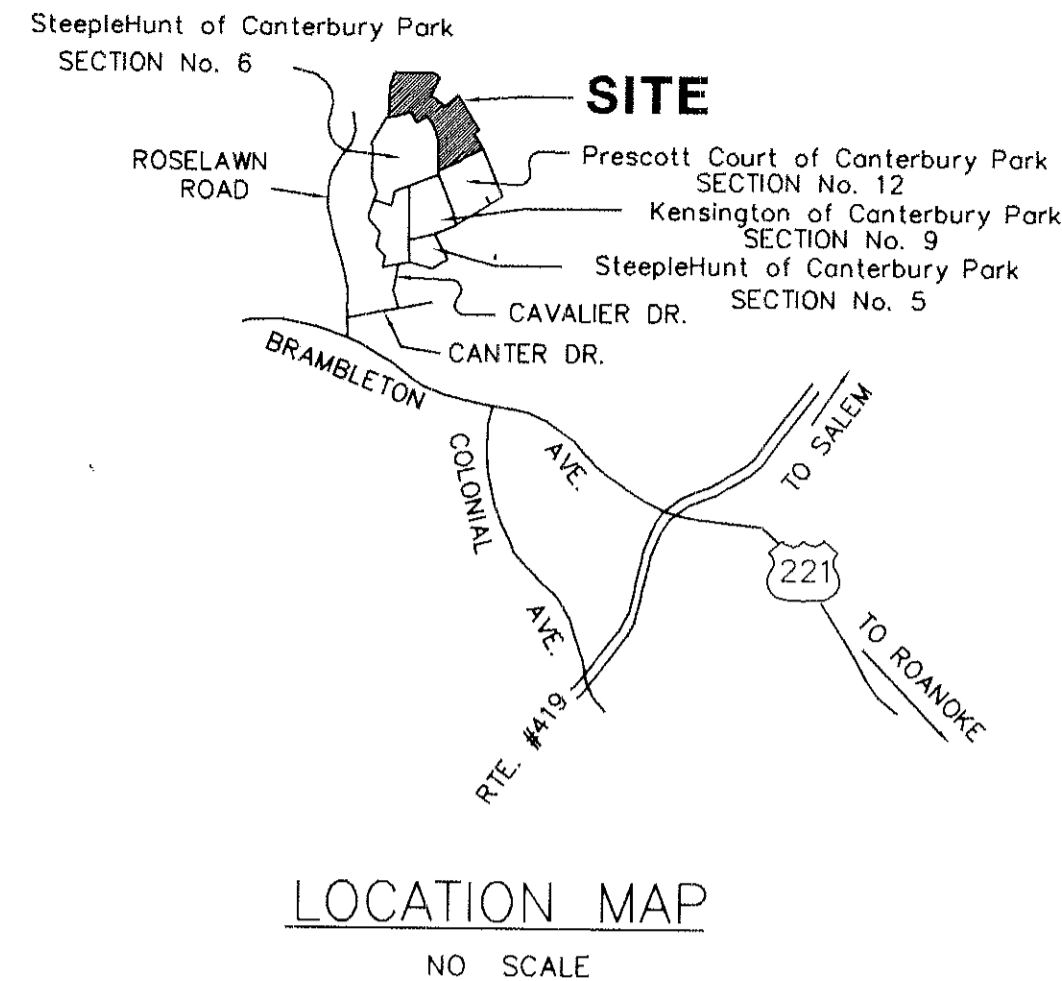 SteepleHunt of Canterbury Park
SECTION No. 6
SITE
ROSELAWN
ROAD
Prescott Court of Canterbury Park
SECTION No. 12
Kensington of Canterbury Park
SECTION No. 9
SteepleHunt of Canterbury Park
SECTION No. 5
CAVALIER DR.
CANTER DR.
BRAMBLETON
AVE.
COLONIAL
AVE.
TO SALEM
221
TO ROANOKE
RTE. #419
LOCATION MAP
NO SCALE